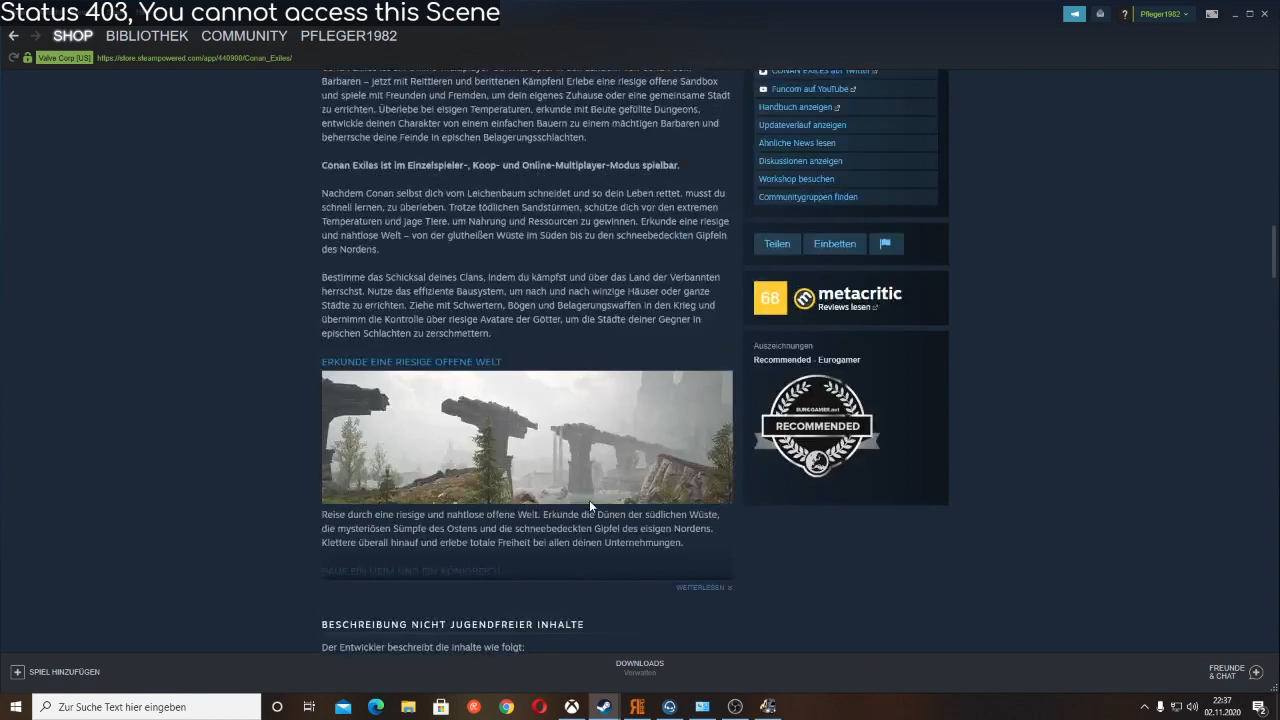 Status 403, You cannot access this Scene
Pfleger1982
SHOP BIBLIOTHEK COMMUNITY PFLEGER1982
Valve Corp [US] https://store.steampowered.com/app/440900/Conan_Exiles/
Barbaren – jetzt mit Reittieren und berittenen Kämpfen! Erlebe eine riesige offene Sandbox
und spiele mit Freunden und Fremden, um dein eigenes Zuhause oder eine gemeinsame Stadt
zu errichten. Überlebe bei eisigen Temperaturen, erkunde mit Beute gefüllte Dungeons,
entwickle deinen Charakter von einem einfachen Bauern zu einem mächtigen Barbaren und
beherrsche deine Feinde in epischen Belagerungsschlachten.
Conan Exiles ist im Einzelspieler-, Koop- und Online-Multiplayer-Modus spielbar.
Nachdem Conan selbst dich vom Leichenbaum schneidet und so dein Leben rettet, musst du
schnell lernen, zu überleben. Trotze tödlichen Sandstürmen, schütze dich vor den extremen
Temperaturen und jage Tiere, um Nahrung und Ressourcen zu gewinnen. Erkunde eine riesige
und nahtlose Welt – von der glutheißen Wüste im Süden bis zu den schneebedeckten Gipfeln
des Nordens.
Bestimme das Schicksal deines Clans, indem du kämpfst und über das Land der Verbannten
herrschst. Nutze das effiziente Bausystem, um nach und nach winzige Häuser oder ganze
Städte zu errichten. Ziehe mit Schwertern, Bögen und Belagerungswaffen in den Krieg und
übernimm die Kontrolle über riesige Avatare der Götter, um die Städte deiner Gegner in
epischen Schlachten zu zerschmettern.
ERKUNDE EINE RIESIGE OFFENE WELT
Reise durch eine riesige und nahtlose offene Welt. Erkunde die Dünen der südlichen Wüste,
die mysteriösen Sümpfe des Ostens und die schneebedeckten Gipfel des eisigen Nordens.
Klettere überall hinauf und erlebe totale Freiheit bei allen deinen Unternehmungen.
BAUE EIN HEIM UND EIN KÖNIGREICH
WEITERLESEN
BESCHREIBUNG NICHT JUGENDFREIER INHALTE
Der Entwickler beschreibt die Inhalte wie folgt:
CONAN EXILES auf Twitter
Funcom auf YouTube
Handbuch anzeigen
Updateverlauf anzeigen
Ähnliche News lesen
Diskussionen anzeigen
Workshop besuchen
Communitygruppen finden
Teilen Einbetten
68 metacritic
Reviews lesen
Auszeichnungen
Recommended - Eurogamer
EUROGAMER.net
RECOMMENDED
SPIEL HINZUFÜGEN
DOWNLOADS
Verwalten
FREUNDE
& CHAT
Zur Suche Text hier eingeben
22:37
02.11.2020